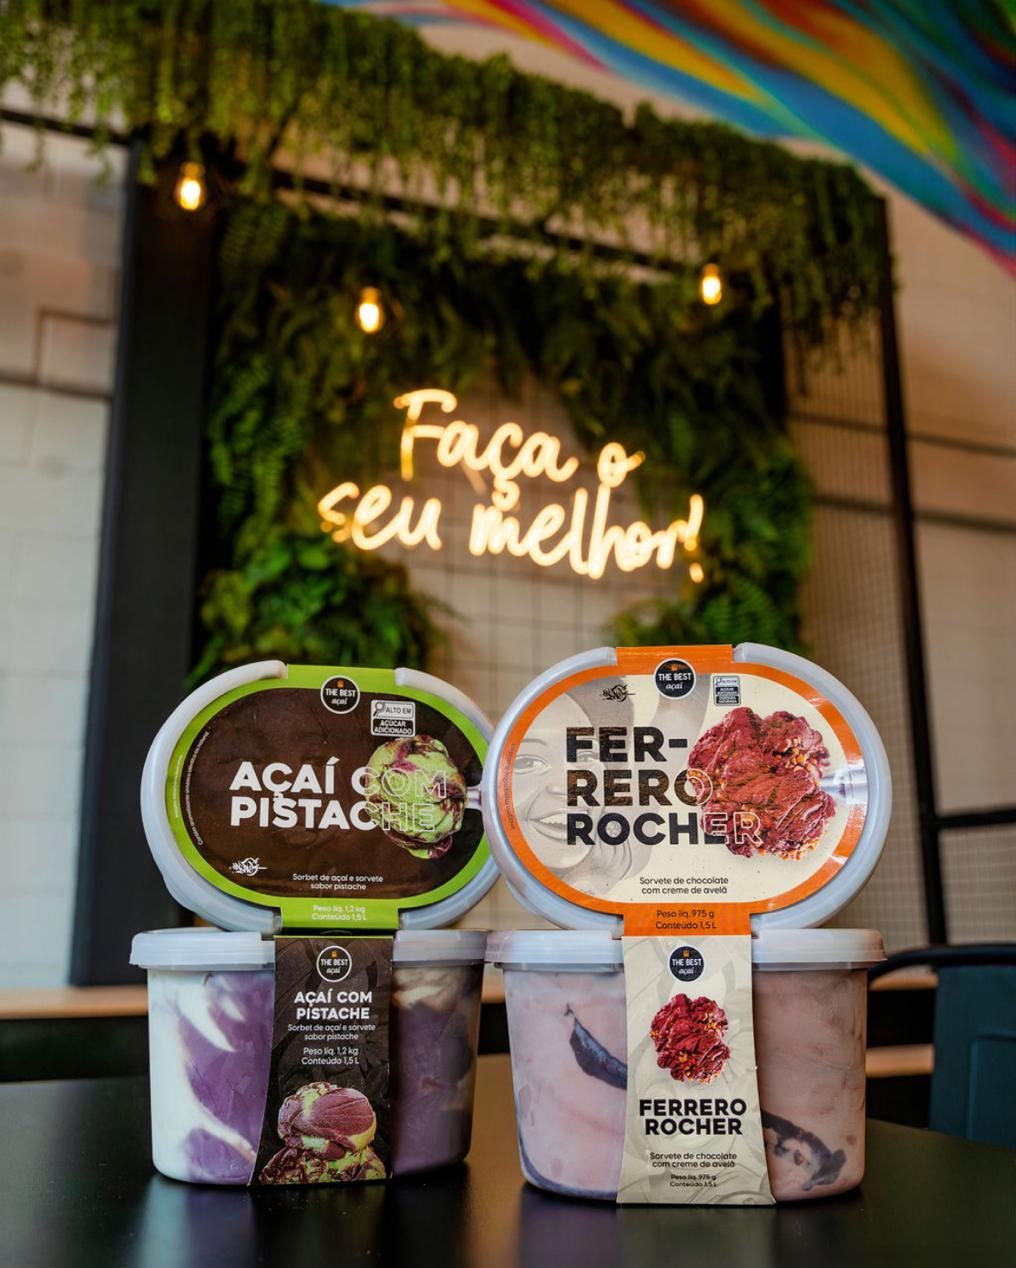 Faça o
seu melhor!
THE BEST
açaí
ALTO EM
AÇÚCAR
ADICIONADO
AÇAÍ COM
PISTACHE
Sorbet de açaí e sorvete
sabor pistache
Peso líq. 1,2 kg
Conteúdo 1,5 L
THE BEST
açaí
ALTO EM
FER-
RERO
ROCHER
Sorvete de chocolate
com creme de avelã
Peso líq. 975 g
Conteúdo 1,5 L
THE BEST
açaí
AÇAÍ COM
PISTACHE
Sorbet de açaí e sorvete
sabor pistache
Peso líq. 1,2 kg
Conteúdo 1,5 L
THE BEST
açaí
FERRERO
ROCHER
Sorvete de chocolate
com creme de avelã
Peso líq. 975 g
Conteúdo 1,5 L